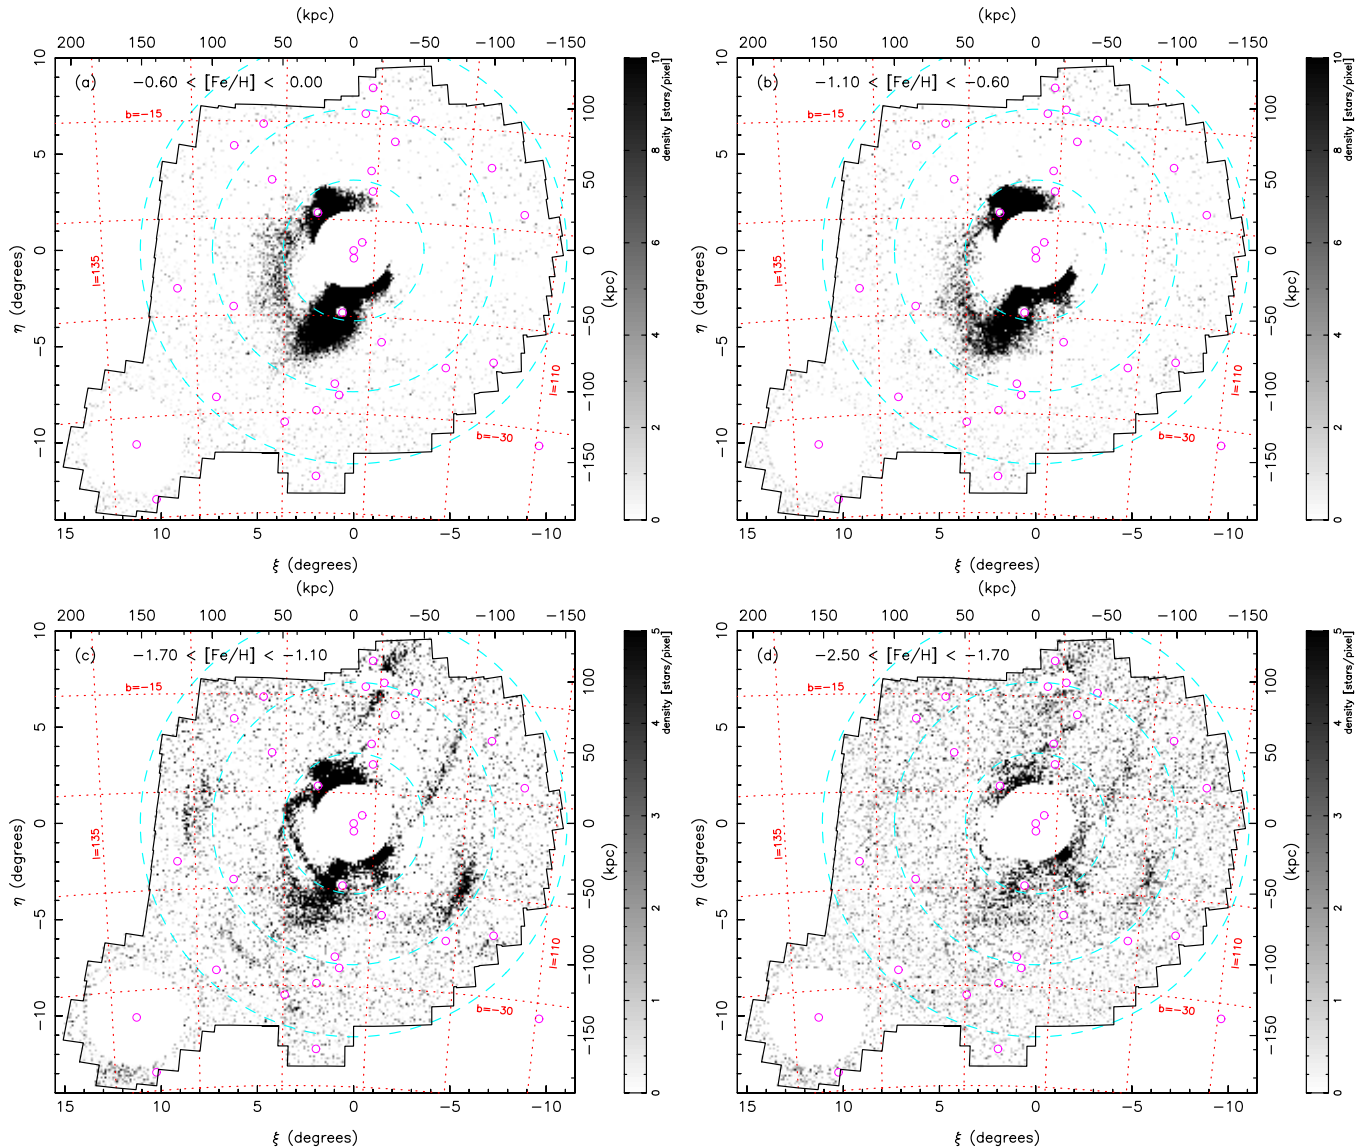 (kpc)
200 150 100 50 0 −50 −100 −150
(a) −0.60 < [Fe/H] < 0.00
b=−15
l=135
l=110
b=−30
10 5 0 −5 −10
η (degrees)
100 50 0 −50 −100 −150
(kpc)
15 10 5 0 −5 −10
ξ (degrees)
0 2 4 6 8 10
density [stars/pixel]
(kpc)
200 150 100 50 0 −50 −100 −150
(b) −1.10 < [Fe/H] < −0.60
b=−15
l=135
l=110
b=−30
10 5 0 −5 −10
η (degrees)
100 50 0 −50 −100 −150
(kpc)
15 10 5 0 −5 −10
ξ (degrees)
0 2 4 6 8 10
density [stars/pixel]
(kpc)
200 150 100 50 0 −50 −100 −150
(c) −1.70 < [Fe/H] < −1.10
b=−15
l=135
l=110
b=−30
10 5 0 −5 −10
η (degrees)
100 50 0 −50 −100 −150
(kpc)
15 10 5 0 −5 −10
ξ (degrees)
0 1 2 3 4 5
density [stars/pixel]
(kpc)
200 150 100 50 0 −50 −100 −150
(d) −2.50 < [Fe/H] < −1.70
b=−15
l=135
l=110
b=−30
10 5 0 −5 −10
η (degrees)
100 50 0 −50 −100 −150
(kpc)
15 10 5 0 −5 −10
ξ (degrees)
0 1 2 3 4 5
density [stars/pixel]